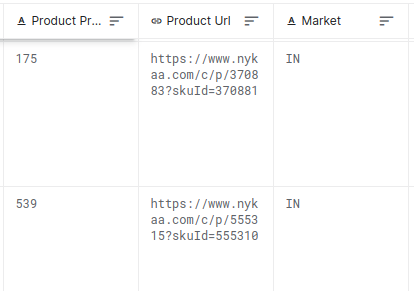 A Product Pr... Product Url A Market
175 https://www.nyk IN
aa.com/c/p/3708
83?skuId=370881
539 https://www.nyk IN
aa.com/c/p/5553
15?skuId=555310